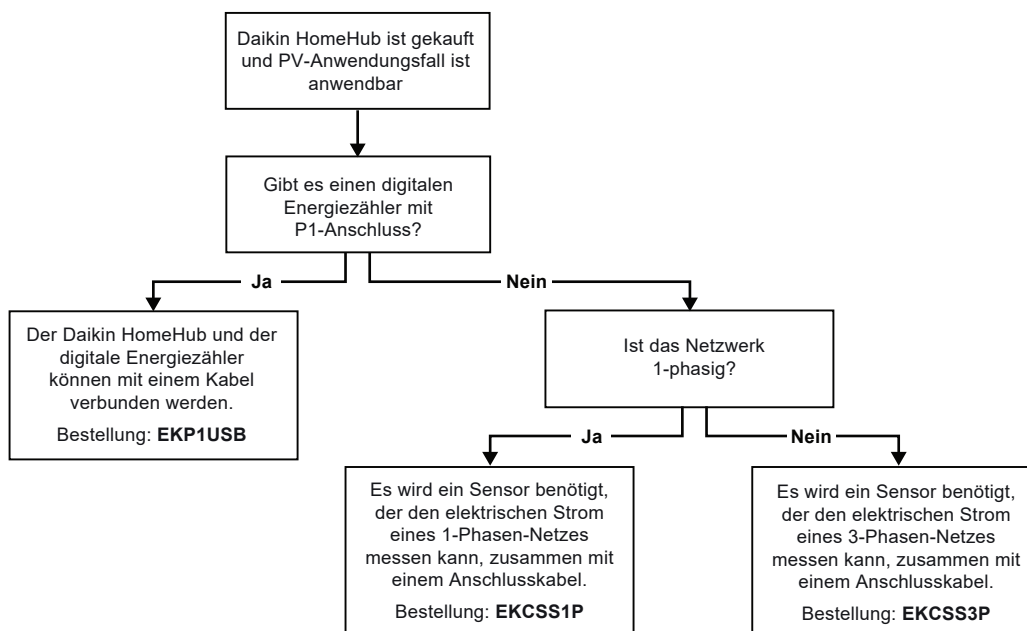 Daikin HomeHub ist gekauft
und PV-Anwendungsfall ist
anwendbar
Gibt es einen digitalen
Energiezähler mit
P1-Anschluss?
Ja
Nein
Der Daikin HomeHub und der
digitale Energiezähler
können mit einem Kabel
verbunden werden.
Bestellung: EKP1USB
Ist das Netzwerk
1-phasig?
Ja
Nein
Es wird ein Sensor benötigt,
der den elektrischen Strom
eines 1-Phasen-Netzes
messen kann, zusammen mit
einem Anschlusskabel.
Bestellung: EKCSS1P
Es wird ein Sensor benötigt,
der den elektrischen Strom
eines 3-Phasen-Netzes
messen kann, zusammen mit
einem Anschlusskabel.
Bestellung: EKCSS3P